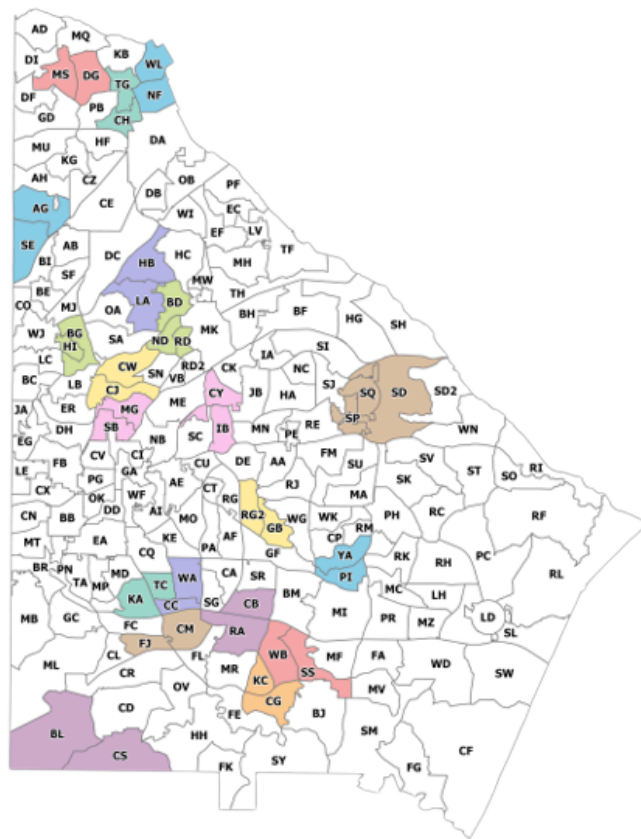 AD MQ
DI KB WL
MS DG TG
DF PB NF
GD CH
MU HF DA
KG
AH CZ OB
AG CE DB PF
WI EC
SE AB EF LV
BI DC HB HC MH TF
SF MW
BE TH
CO MJ OA LA BD BH BF HG
WJ BG SA ND RD MK SH
HI
LC CW SN RD2 IA SI
BC LB VB CK NC
CJ CY JB HA SJ SQ SD SD2
JA ER MG ME
EG DH SB SC IB MN PE RE SP WN
NB
LE FB CV CI CU DE AA FM SU SV
CX PG GA AE CT RJ SK ST SO RI
OK WF RG MA
CN BB DD AI MO RG2 WG WK PH RC RF
GB CP RM
MT EA KE AF
CQ PA GF YA RK PC
BR PN MD TC WA CA SR PI RH RL
TA MP
MB GC KA CC SG CB BM MC LH
FC CM MI PR MZ LD
FJ RA SL
ML CL FL WB MF FA WD SW
CR MR SS
OV KC MV
CD CG
BL FE BJ
HH SM
CS FK SY FG CF